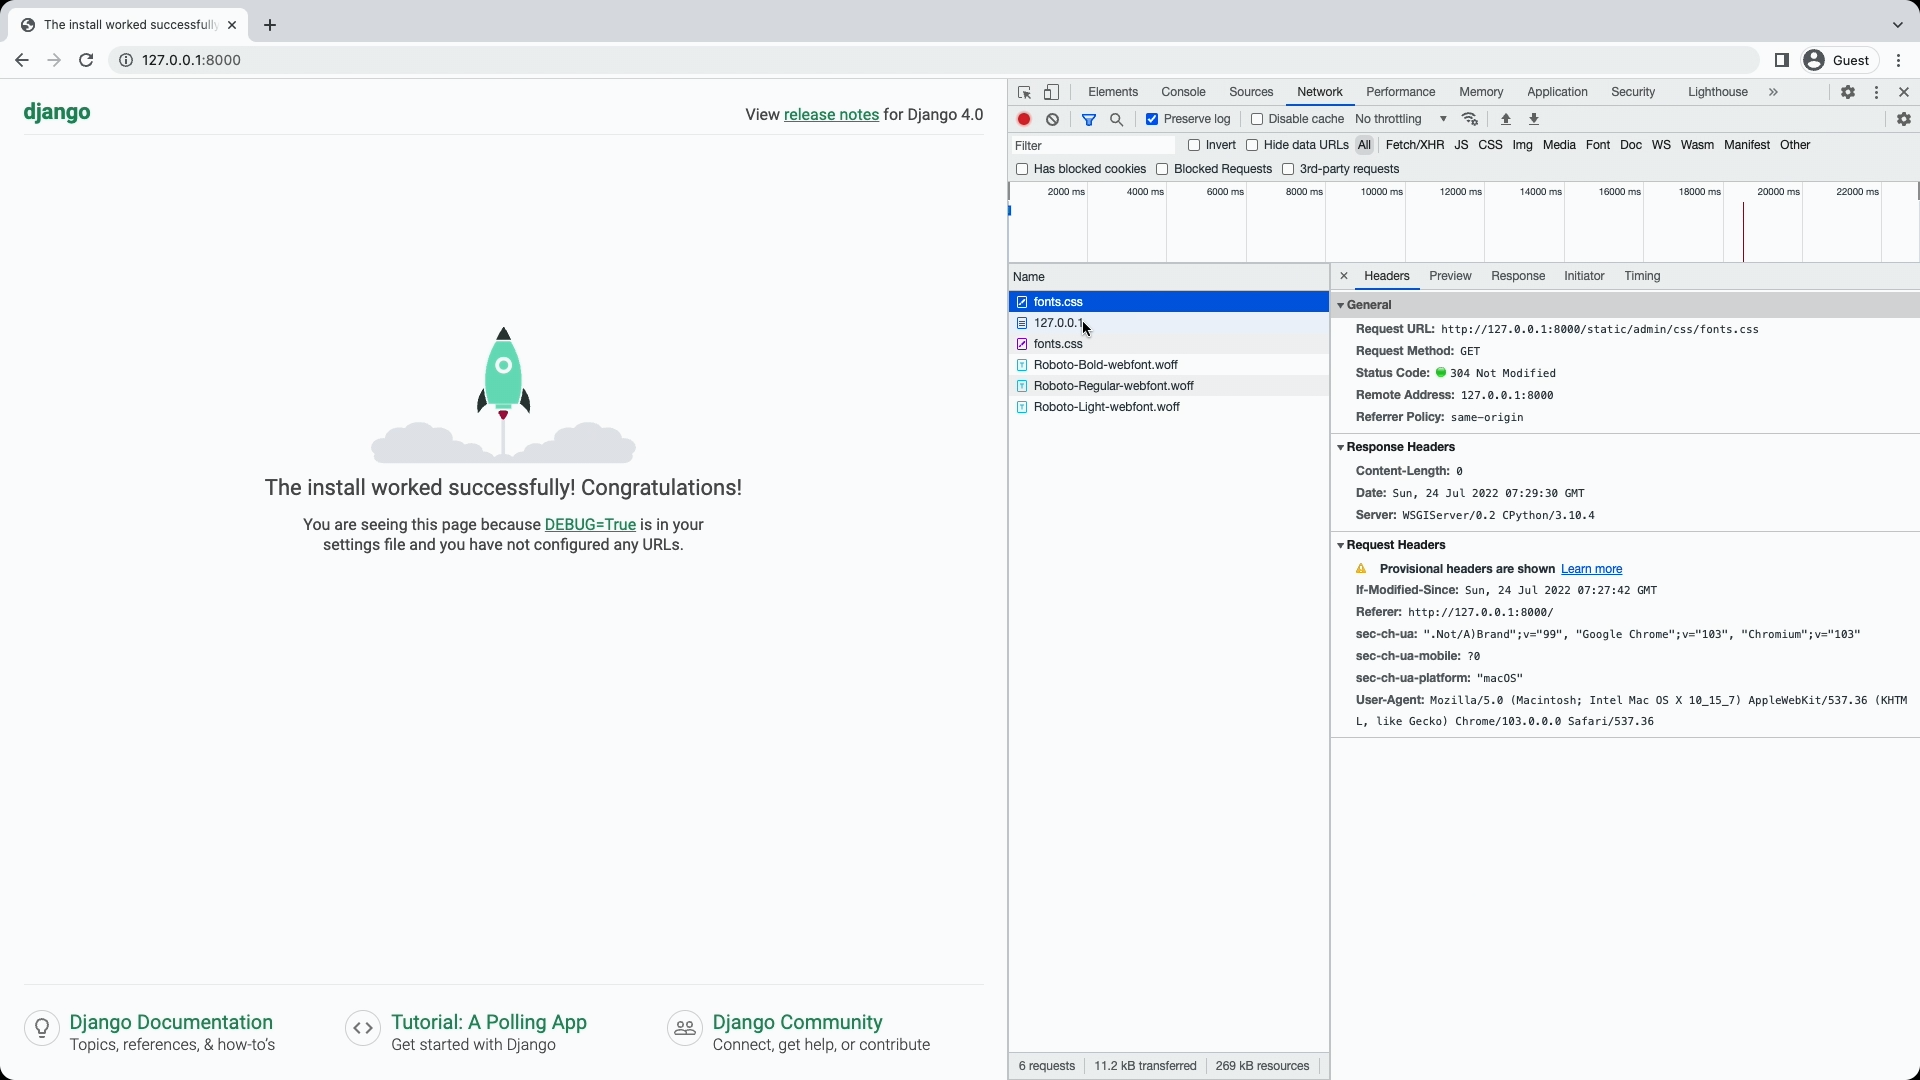 The install worked successfully
127.0.0.1:8000
Guest
django
View release notes for Django 4.0
The install worked successfully! Congratulations!
You are seeing this page because DEBUG=True is in your
settings file and you have not configured any URLs.
Django Documentation
Topics, references, & how-to's
Tutorial: A Polling App
Get started with Django
Django Community
Connect, get help, or contribute
Elements Console Sources Network Performance Memory Application Security Lighthouse
Preserve log Disable cache No throttling
Filter Invert Hide data URLs All Fetch/XHR JS CSS Img Media Font Doc WS Wasm Manifest Other
Has blocked cookies Blocked Requests 3rd-party requests
2000 ms 4000 ms 6000 ms 8000 ms 10000 ms 12000 ms 14000 ms 16000 ms 18000 ms 20000 ms 22000 ms
Name
fonts.css
127.0.0.1
fonts.css
Roboto-Bold-webfont.woff
Roboto-Regular-webfont.woff
Roboto-Light-webfont.woff
6 requests 11.2 kB transferred 269 kB resources
Headers Preview Response Initiator Timing
General
Request URL: http://127.0.0.1:8000/static/admin/css/fonts.css
Request Method: GET
Status Code: 304 Not Modified
Remote Address: 127.0.0.1:8000
Referrer Policy: same-origin
Response Headers
Content-Length: 0
Date: Sun, 24 Jul 2022 07:29:30 GMT
Server: WSGIServer/0.2 CPython/3.10.4
Request Headers
Provisional headers are shown Learn more
If-Modified-Since: Sun, 24 Jul 2022 07:27:42 GMT
Referer: http://127.0.0.1:8000/
sec-ch-ua: ".Not/A)Brand";v="99", "Google Chrome";v="103", "Chromium";v="103"
sec-ch-ua-mobile: ?0
sec-ch-ua-platform: "macOS"
User-Agent: Mozilla/5.0 (Macintosh; Intel Mac OS X 10_15_7) AppleWebKit/537.36 (KHTM
L, like Gecko) Chrome/103.0.0.0 Safari/537.36